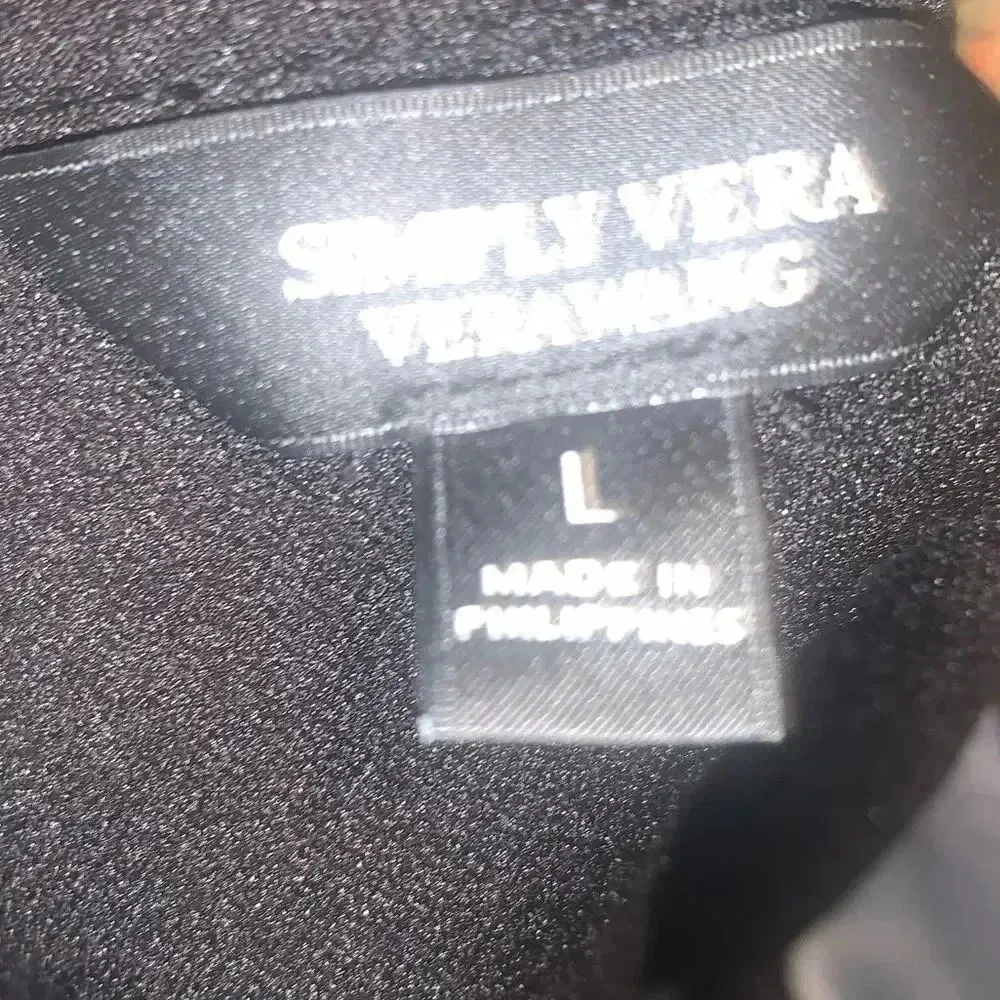 SIMPLY VERA
VERAWANG
L
MADE IN
PHILIPPINES